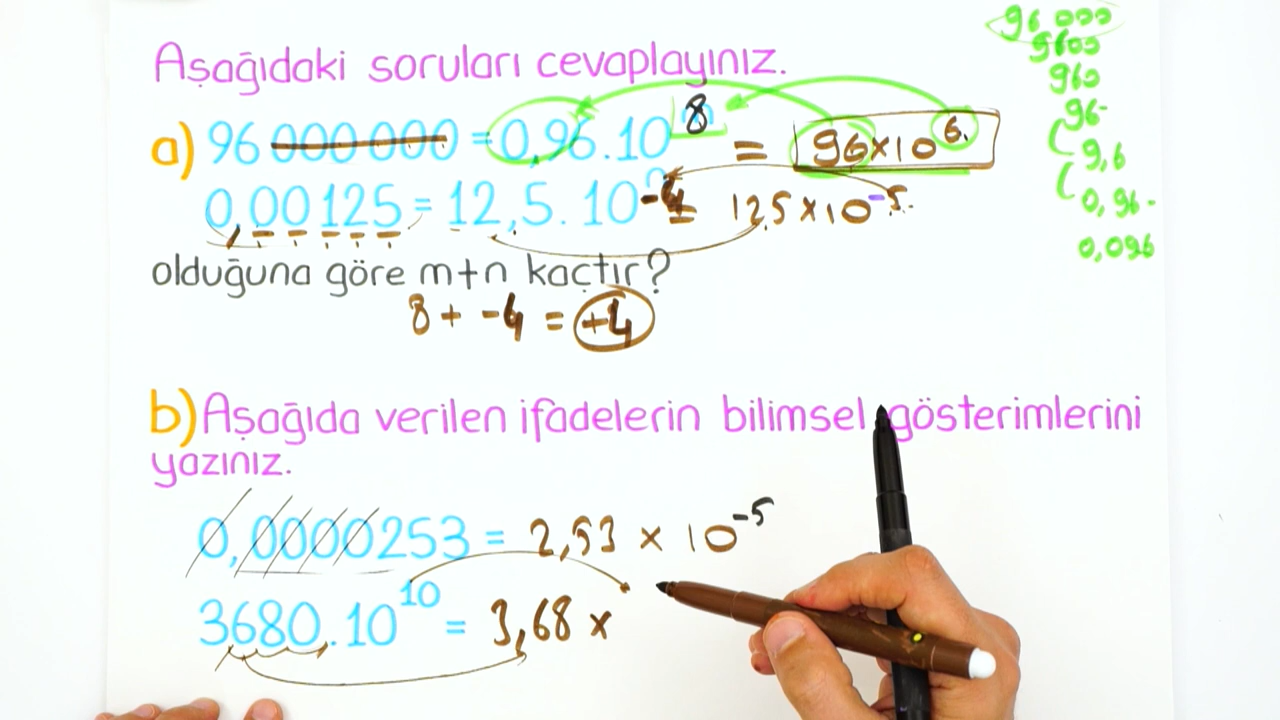 Aşağıdaki soruları cevaplayınız.
a) 96 000 000 = 0,96.10^8 = 96×10^6
0,00125 = 12,5.10^-4 = 125×10^-5
olduğuna göre m+n kaçtır?
8 + -4 = +4
b) Aşağıda verilen ifadelerin bilimsel gösterimlerini
yazınız.
0,0000253 = 2,53 × 10^-5
3680.10^10 = 3,68 ×
96 000
9600
960
96
9,6
0,96
0,096